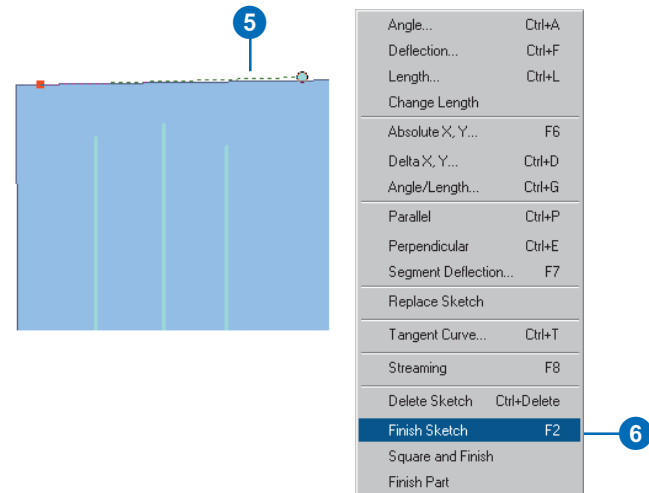 5
Angle... Ctrl+A
Deflection... Ctrl+F
Length... Ctrl+L
Change Length
Absolute X, Y... F6
Delta X, Y... Ctrl+D
Angle/Length... Ctrl+G
Parallel Ctrl+P
Perpendicular Ctrl+E
Segment Deflection... F7
Replace Sketch
Tangent Curve... Ctrl+T
Streaming F8
Delete Sketch Ctrl+Delete
Finish Sketch F2
6
Square and Finish
Finish Part